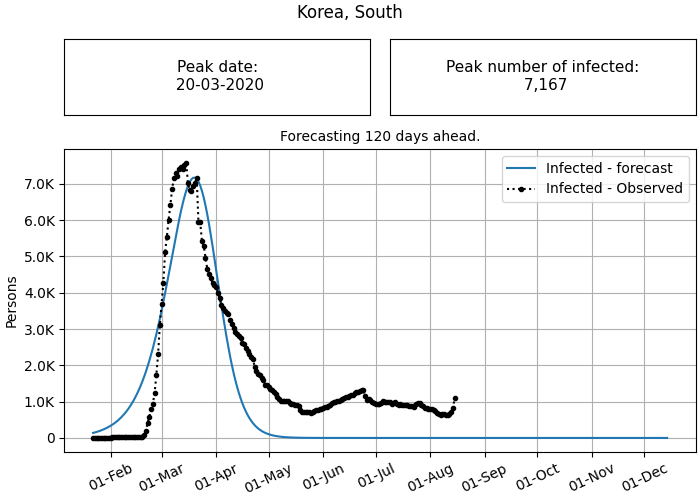 Korea, South
Peak date:
20-03-2020
Peak number of infected:
7,167
Forecasting 120 days ahead.
Infected - forecast
Infected - Observed
Persons
7.0K
6.0K
5.0K
4.0K
3.0K
2.0K
1.0K
0
01-Feb
01-Mar
01-Apr
01-May
01-Jun
01-Jul
01-Aug
01-Sep
01-Oct
01-Nov
01-Dec